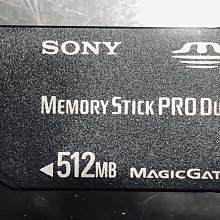 SONY
MEMORY STICK PRO DU
◄512MB MAGICGAT